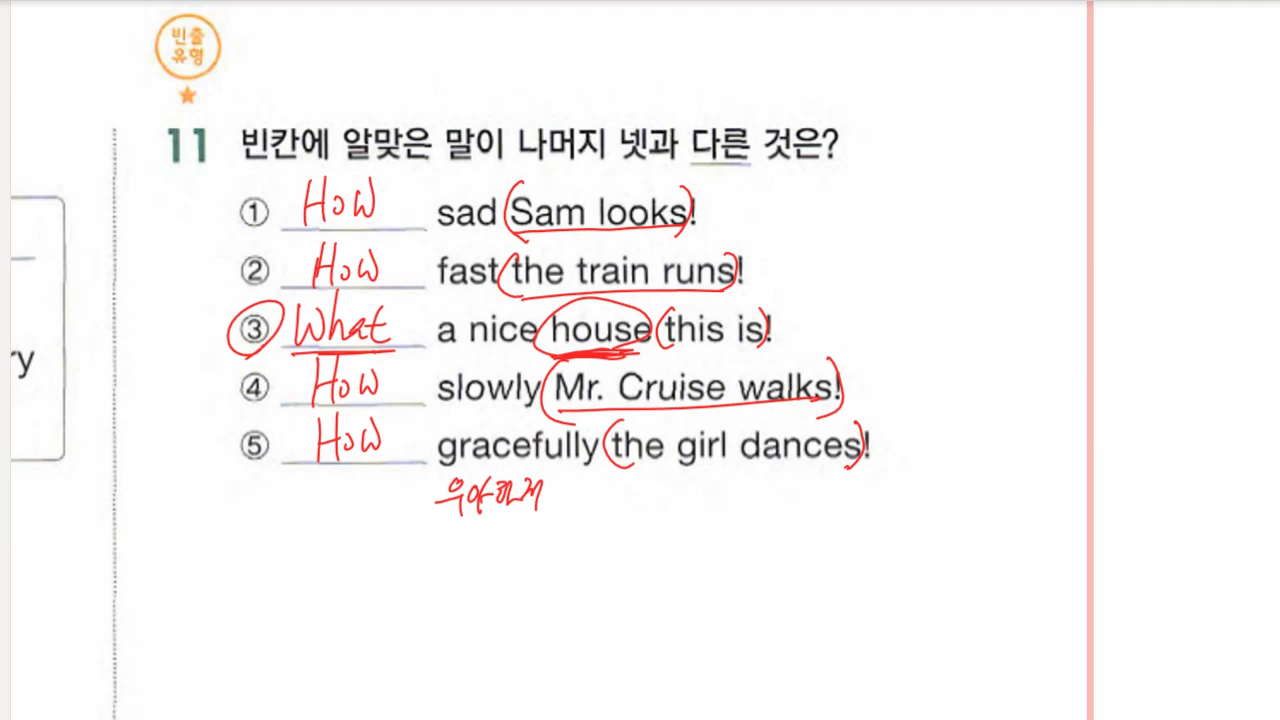 빈출
유형
11 빈칸에 알맞은 말이 나머지 넷과 다른 것은?
① How sad (Sam looks)!
② How fast (the train runs)!
③ What a nice house (this is)!
④ How slowly (Mr. Cruise walks!)
⑤ How gracefully (the girl dances)!
우아하게
ry